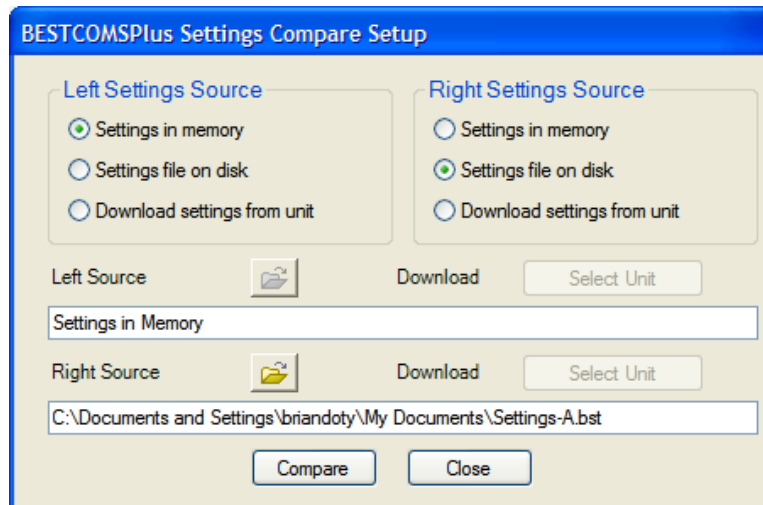 BESTCOMSPlus Settings Compare Setup
Left Settings Source
Settings in memory
Settings file on disk
Download settings from unit
Right Settings Source
Settings in memory
Settings file on disk
Download settings from unit
Left Source
Download
Select Unit
Settings in Memory
Right Source
Download
Select Unit
C:\Documents and Settings\briandoty\My Documents\Settings-A.bst
Compare
Close